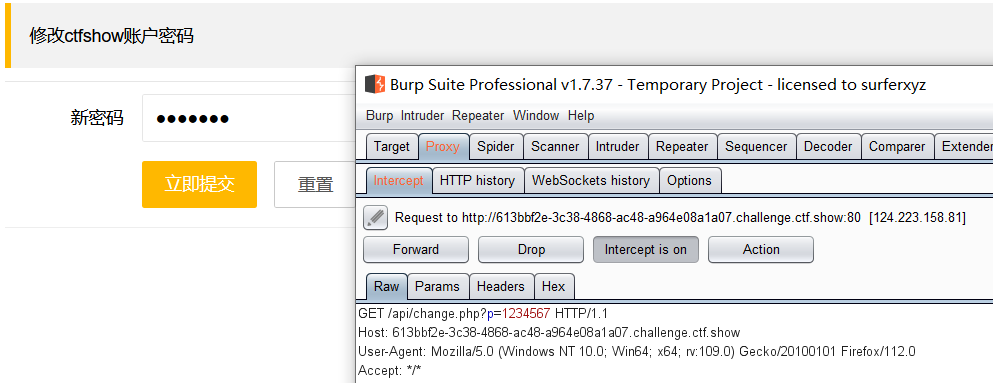 修改ctfshow账户密码
新密码 ●●●●●●●
立即提交 重置
Burp Suite Professional v1.7.37 - Temporary Project - licensed to surferxyz
Burp Intruder Repeater Window Help
Target Proxy Spider Scanner Intruder Repeater Sequencer Decoder Comparer Extender
Intercept HTTP history WebSockets history Options
Request to http://613bbf2e-3c38-4868-ac48-a964e08a1a07.challenge.ctf.show:80 [124.223.158.81]
Forward Drop Intercept is on Action
Raw Params Headers Hex
GET /api/change.php?p=1234567 HTTP/1.1
Host: 613bbf2e-3c38-4868-ac48-a964e08a1a07.challenge.ctf.show
User-Agent: Mozilla/5.0 (Windows NT 10.0; Win64; x64; rv:109.0) Gecko/20100101 Firefox/112.0
Accept: */*